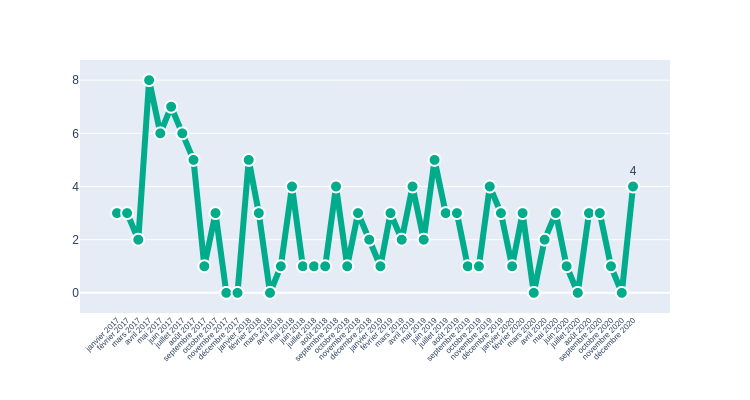 8
6
4
2
0
4
janvier 2017
février 2017
mars 2017
avril 2017
mai 2017
juin 2017
juillet 2017
août 2017
septembre 2017
octobre 2017
novembre 2017
décembre 2017
janvier 2018
février 2018
mars 2018
avril 2018
mai 2018
juin 2018
juillet 2018
août 2018
septembre 2018
octobre 2018
novembre 2018
décembre 2018
janvier 2019
février 2019
mars 2019
avril 2019
mai 2019
juin 2019
juillet 2019
août 2019
septembre 2019
octobre 2019
novembre 2019
décembre 2019
janvier 2020
février 2020
mars 2020
avril 2020
mai 2020
juin 2020
juillet 2020
août 2020
septembre 2020
octobre 2020
novembre 2020
décembre 2020